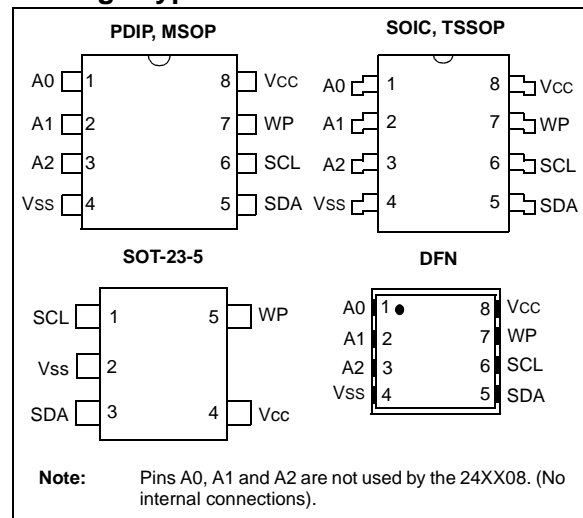 PDIP, MSOP
A0 1 8 VCC
A1 2 7 WP
A2 3 6 SCL
VSS 4 5 SDA
SOIC, TSSOP
A0 1 8 VCC
A1 2 7 WP
A2 3 6 SCL
VSS 4 5 SDA
SOT-23-5
SCL 1 5 WP
Vss 2
SDA 3 4 Vcc
DFN
A0 1 8 VCC
A1 2 7 WP
A2 3 6 SCL
VSS 4 5 SDA
Note: Pins A0, A1 and A2 are not used by the 24XX08. (No
internal connections).